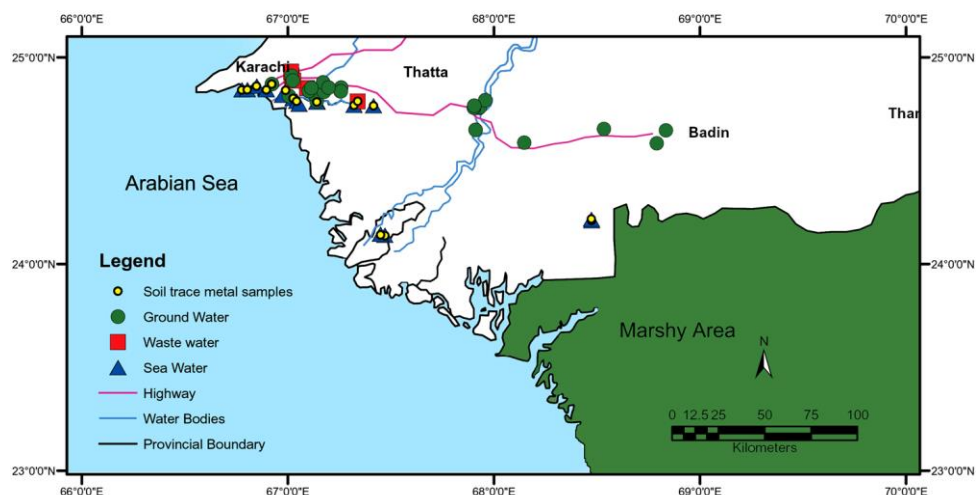 66°0'0"E 67°0'0"E 68°0'0"E 69°0'0"E 70°0'0"E
25°0'0"N 25°0'0"N
Karachi
Thatta
Thar
Badin
Arabian Sea
24°0'0"N 24°0'0"N
Legend
Soil trace metal samples
Ground Water
Waste water
Sea Water
Highway
Water Bodies
Provincial Boundary
Marshy Area
N
0 12,5 25 50 75 100
Kilometers
23°0'0"N 23°0'0"N
66°0'0"E 67°0'0"E 68°0'0"E 69°0'0"E 70°0'0"E